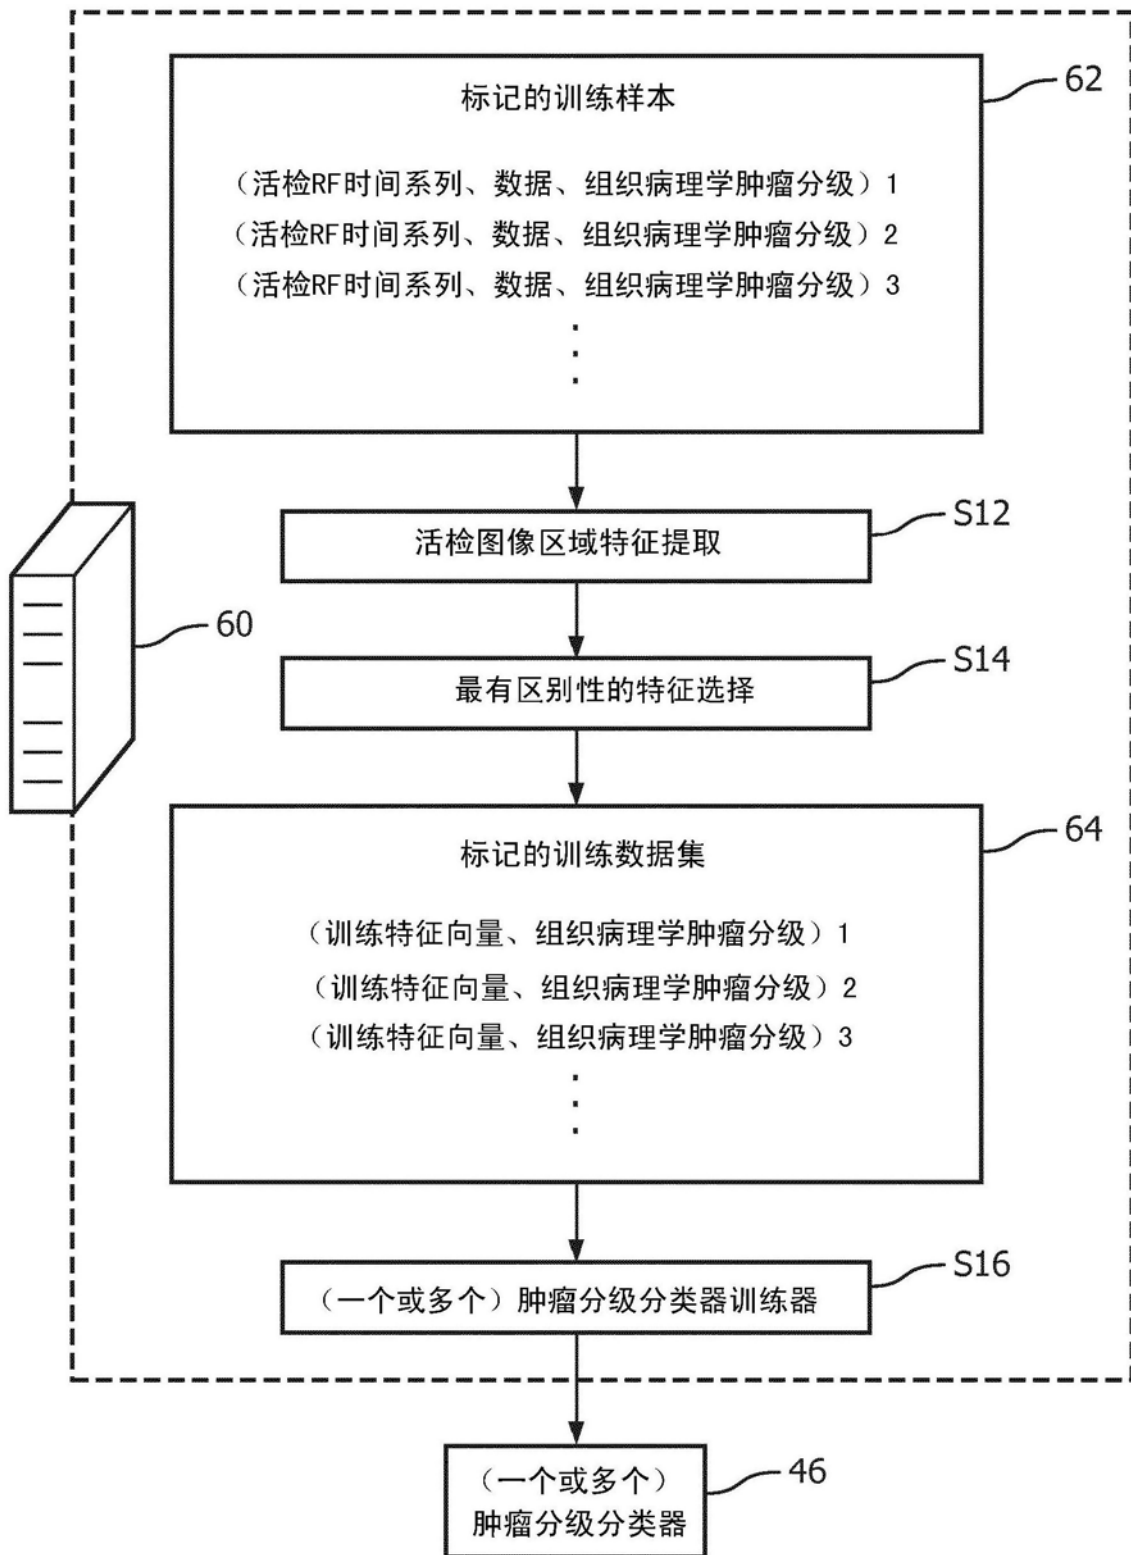 标记的训练样本
62
（活检RF时间系列、数据、组织病理学肿瘤分级）1
（活检RF时间系列、数据、组织病理学肿瘤分级）2
（活检RF时间系列、数据、组织病理学肿瘤分级）3
S12
活检图像区域特征提取
60
S14
最有区别性的特征选择
64
标记的训练数据集
（训练特征向量、组织病理学肿瘤分级）1
（训练特征向量、组织病理学肿瘤分级）2
（训练特征向量、组织病理学肿瘤分级）3
S16
（一个或多个）肿瘤分级分类器训练器
46
（一个或多个）
肿瘤分级分类器